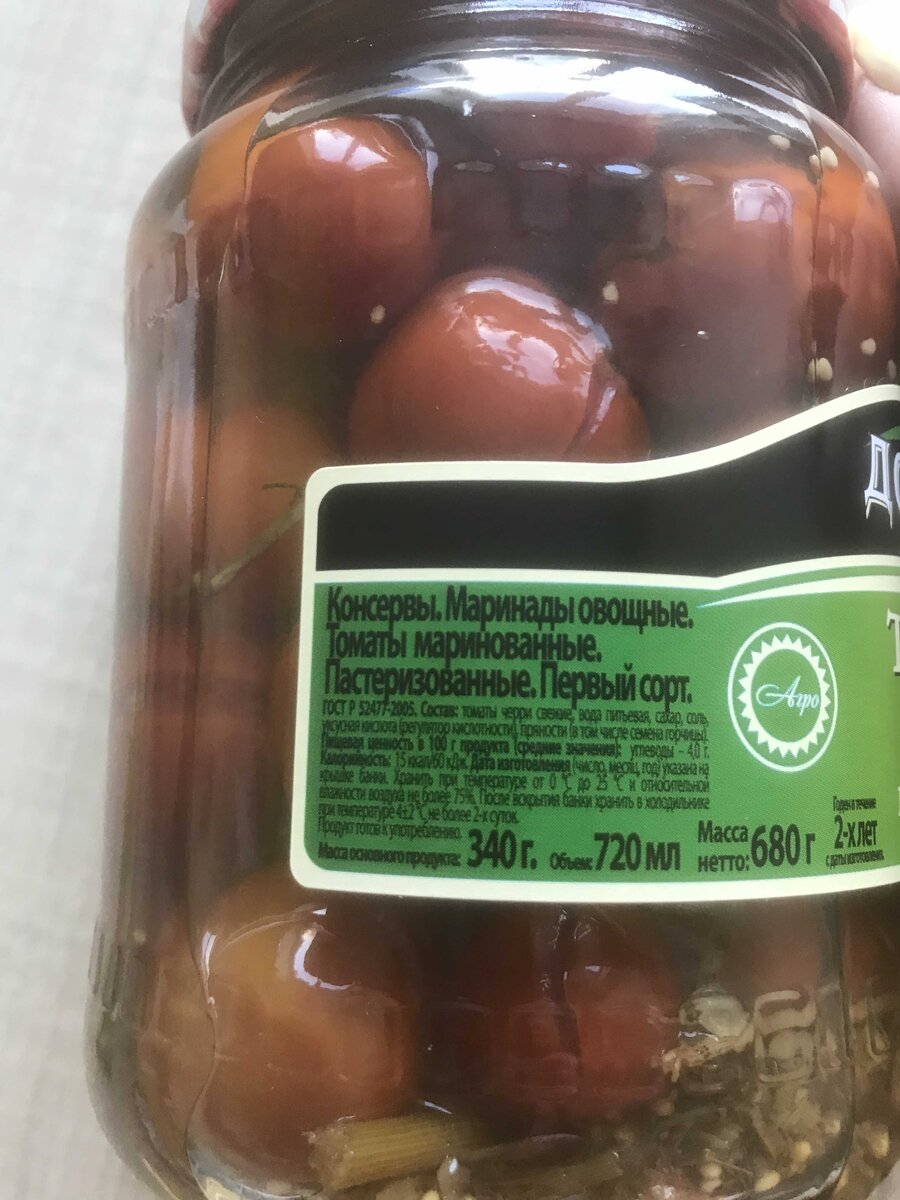 Консервы. Маринады овощные.
Томаты маринованные.
Пастеризованные. Первый сорт.
ГОСТ Р 52477-2005. Состав: томаты черри свежие, вода питьевая, сахар, соль,
уксусная кислота (регулятор кислотности), пряности (в том числе семена горчицы).
Пищевая ценность в 100 г продукта (средние значения): углеводы - 4,0 г.
Калорийность: 15 ккал/60 кДж. Дата изготовления (число, месяц, год) указана на
крышке банки. Хранить при температуре от 0 °С до 25 °С и относительной
влажности воздуха не более 75%. После вскрытия банки хранить в холодильнике
при температуре 4±2 °С не более 2-х суток.
Продукт готов к употреблению.
Масса основного продукта: 340 г. Объем: 720 мл Масса нетто: 680 г
Годен в течение
2-х лет
с даты изготовления.
Агро